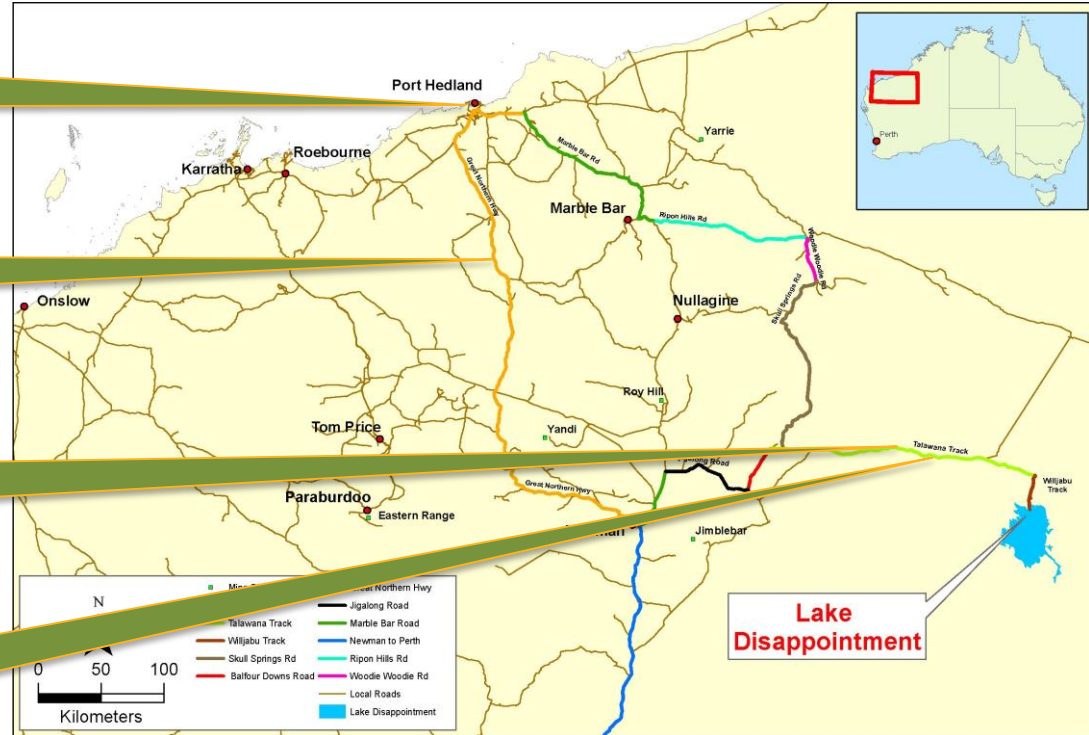 Port Hedland
Perth
Yarrie
Marble Bar Rd
Roebourne
Karratha
Great Northern Hwy
Marble Bar
Ripon Hills Rd
Woodie Woodie Rd
Onslow
Nullagine
Skull Springs Rd
Roy Hill
Tom Price
Yandi
Talawana Track
Road
Willjabu
Track
Great Northern Hwy
Paraburdoo
Eastern Range
Jimblebar
Lake
Disappointment
N
0 50 100
Kilometers
Talawana Track
Willjabu Track
Skull Springs Rd
Balfour Downs Road
Northern Hwy
Jigalong Road
Marble Bar Road
Newman to Perth
Ripon Hills Rd
Woodie Woodie Rd
Local Roads
Lake Disappointment